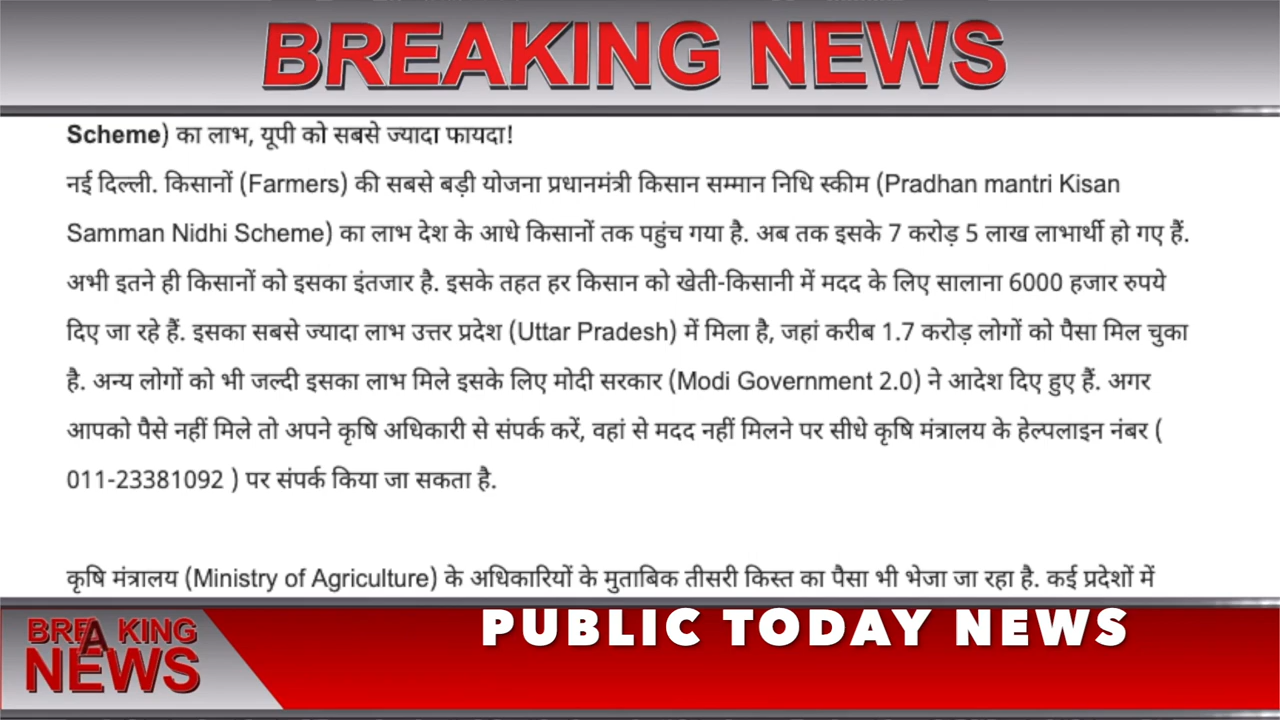 BREAKING NEWS
Scheme) का लाभ, यूपी को सबसे ज्यादा फायदा!
नई दिल्ली. किसानों (Farmers) की सबसे बड़ी योजना प्रधानमंत्री किसान सम्मान निधि स्कीम (Pradhan mantri Kisan
Samman Nidhi Scheme) का लाभ देश के आधे किसानों तक पहुंच गया है. अब तक इसके 7 करोड़ 5 लाख लाभार्थी हो गए हैं.
अभी इतने ही किसानों को इसका इंतजार है. इसके तहत हर किसान को खेती-किसानी में मदद के लिए सालाना 6000 हजार रुपये
दिए जा रहे हैं. इसका सबसे ज्यादा लाभ उत्तर प्रदेश (Uttar Pradesh) में मिला है, जहां करीब 1.7 करोड़ लोगों को पैसा मिल चुका
है. अन्य लोगों को भी जल्दी इसका लाभ मिले इसके लिए मोदी सरकार (Modi Government 2.0) ने आदेश दिए हुए हैं. अगर
आपको पैसे नहीं मिले तो अपने कृषि अधिकारी से संपर्क करें, वहां से मदद नहीं मिलने पर सीधे कृषि मंत्रालय के हेल्पलाइन नंबर (
011-23381092 ) पर संपर्क किया जा सकता है.
कृषि मंत्रालय (Ministry of Agriculture) के अधिकारियों के मुताबिक तीसरी किस्त का पैसा भी भेजा जा रहा है. कई प्रदेशों में
PUBLIC TODAY NEWS
BREAKING
NEWS